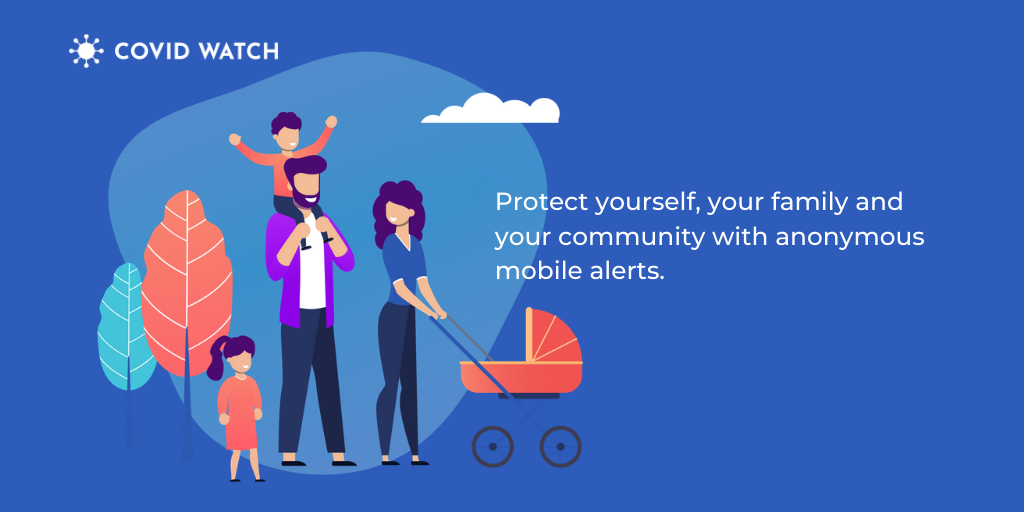 COVID WATCH
Protect yourself, your family and
your community with anonymous
mobile alerts.